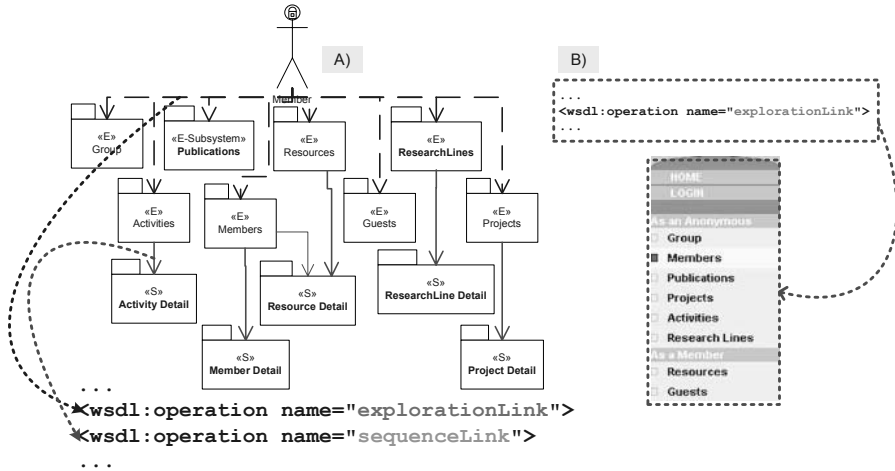 A)
Member
«E»
Group
«E-Subsystem»
Publications
«E»
Resources
«E»
ResearchLines
«E»
Activities
«E»
Members
«E»
Guests
«E»
Projects
«S»
Activity Detail
«S»
Resource Detail
«S»
ResearchLine Detail
«S»
Member Detail
«S»
Project Detail
...
<wsdl:operation name="explorationLink">
<wsdl:operation name="sequenceLink">
...
B)
...
<wsdl:operation name="explorationLink">
...
HOME
LOGIN
As an Anonymous
Group
Members
Publications
Projects
Activities
Research Lines
As a Member
Resources
Guests